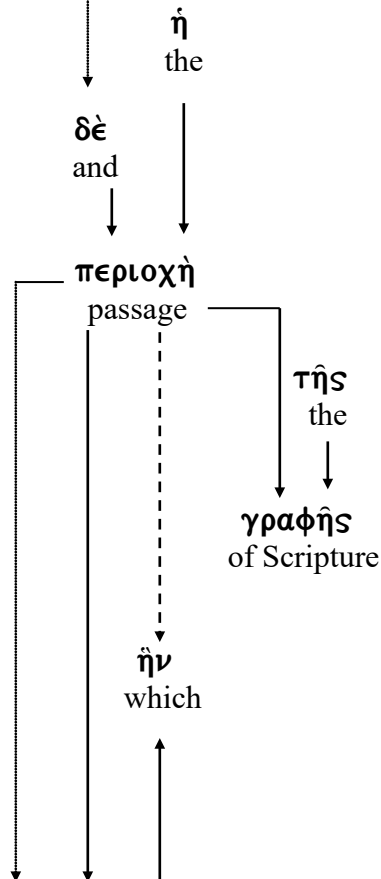 ἡ
the
δὲ
and
περιοχὴ
passage
τῆς
the
γραφῆς
of Scripture
ἣν
which